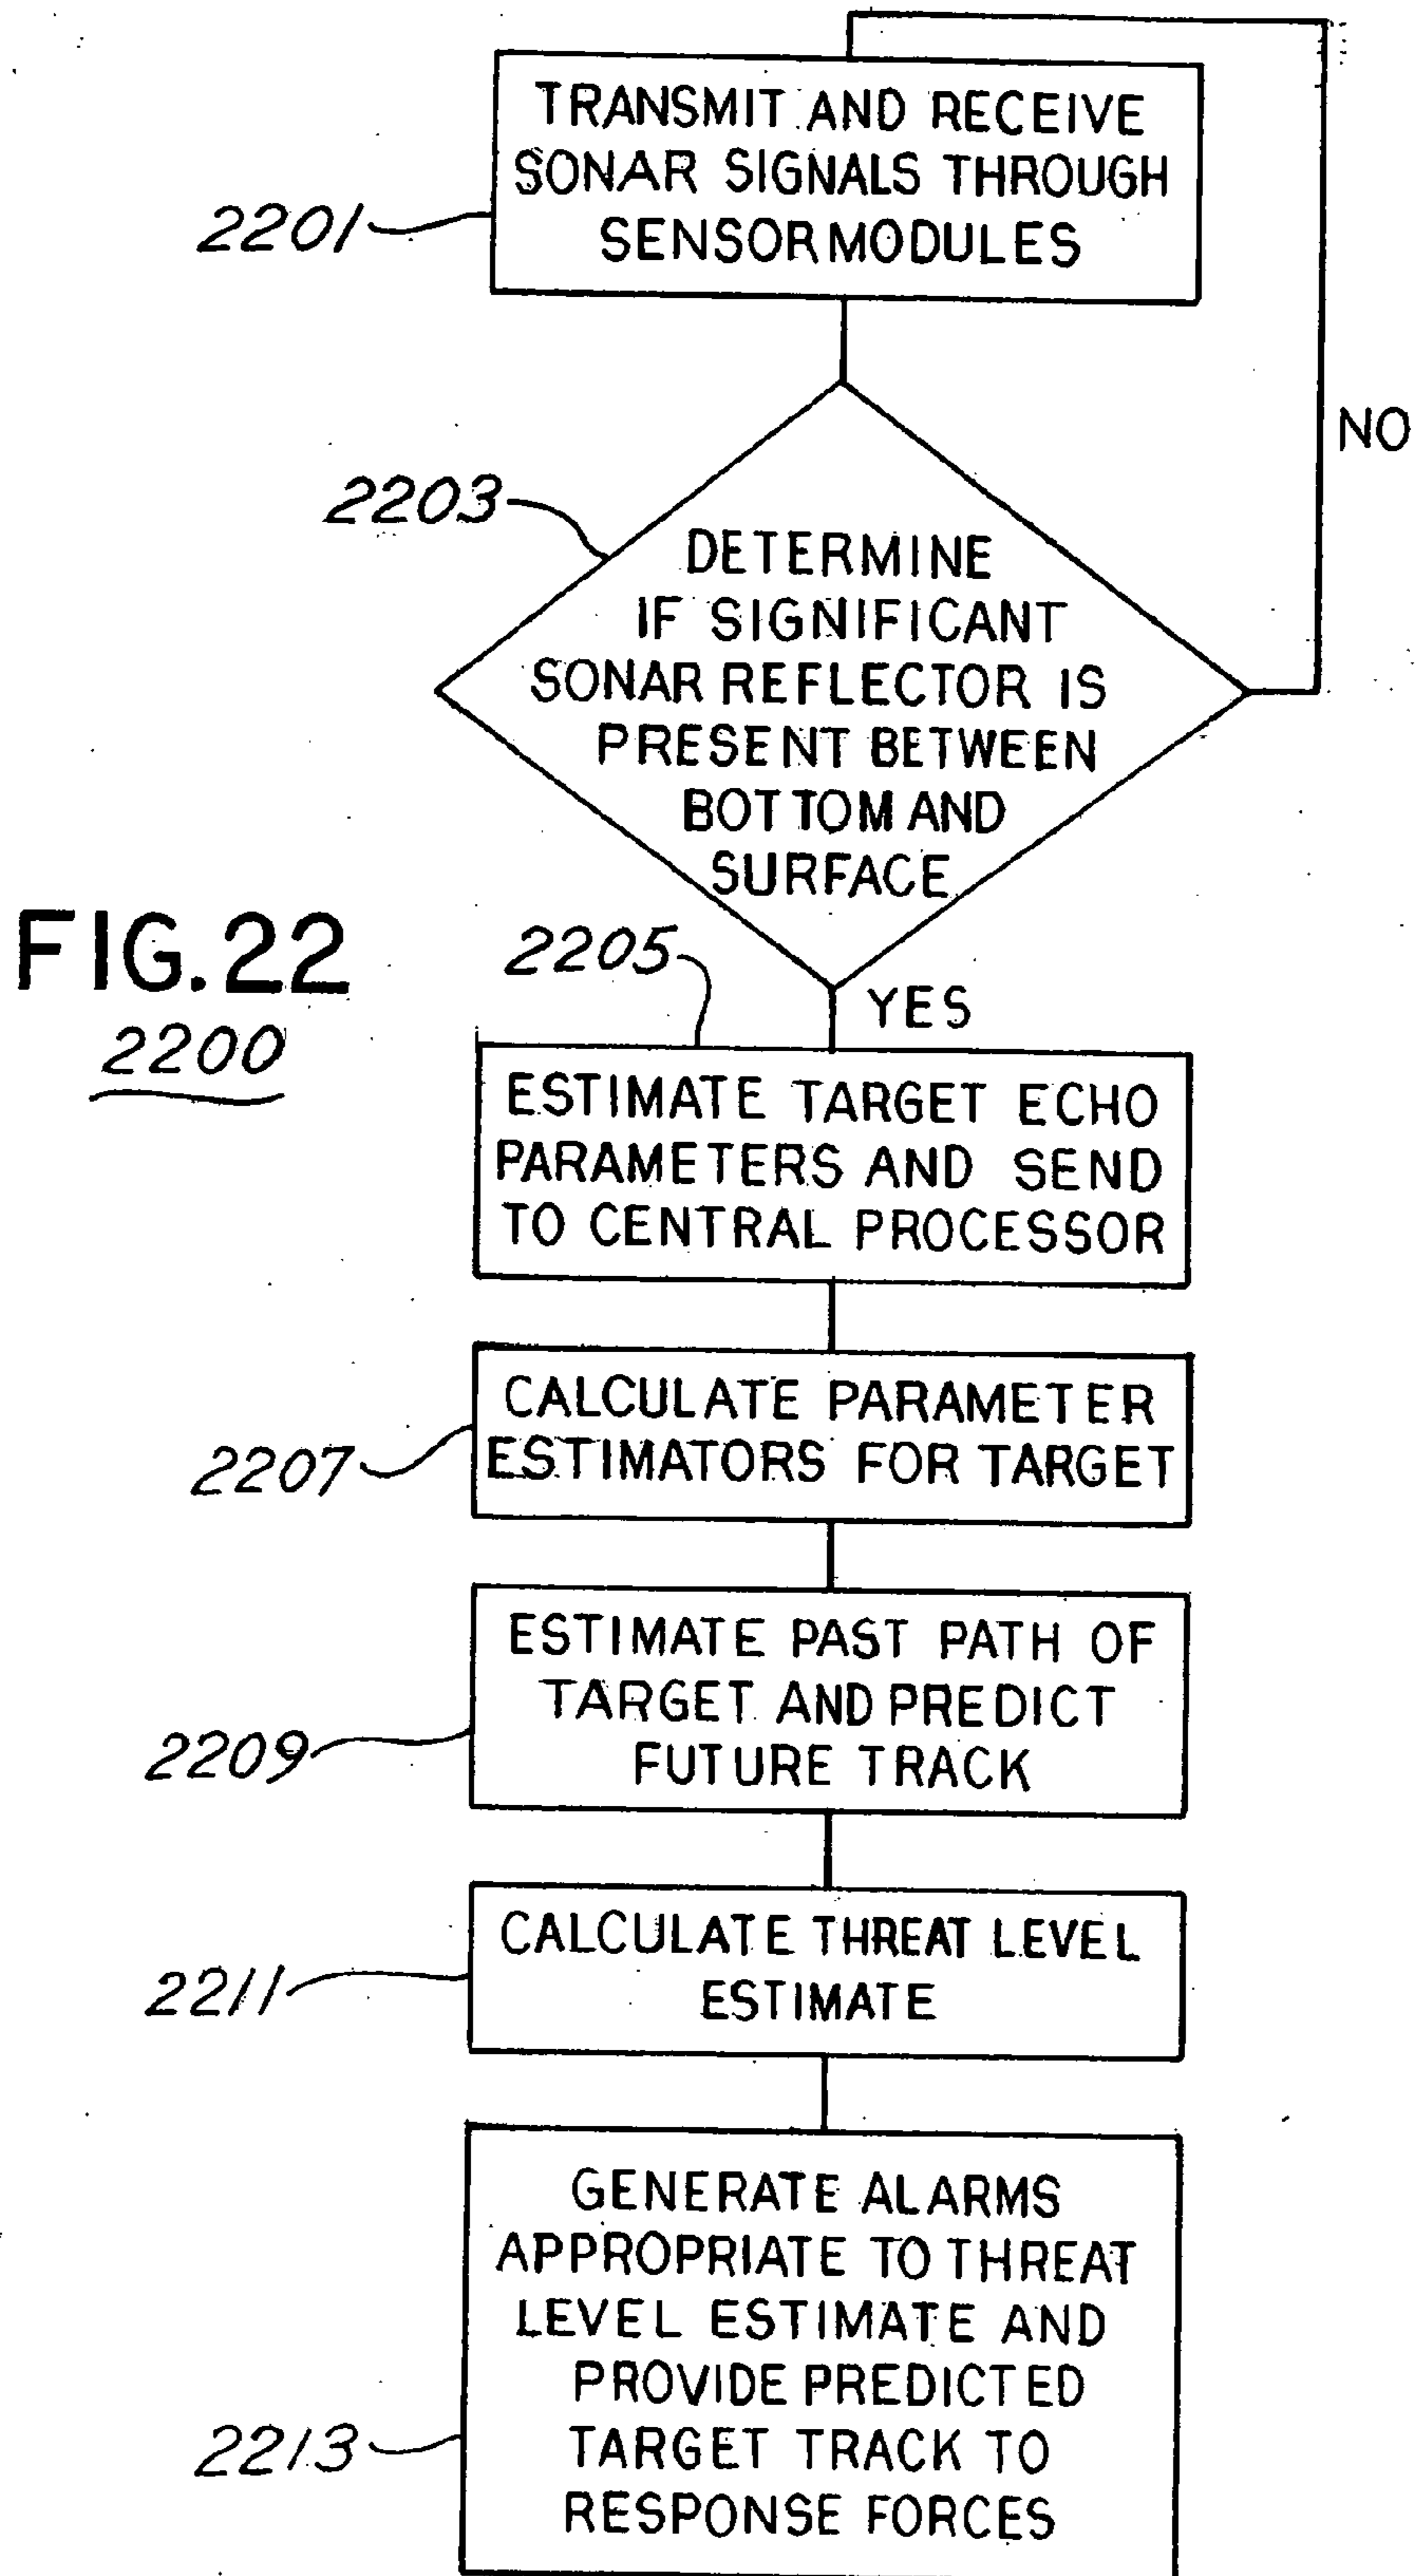 TRANSMIT AND RECEIVE
SONAR SIGNALS THROUGH
SENSOR MODULES
2201
NO
2203
DETERMINE
IF SIGNIFICANT
SONAR REFLECTOR IS
PRESENT BETWEEN
BOTTOM AND
SURFACE
FIG.22
2200
2205
YES
ESTIMATE TARGET ECHO
PARAMETERS AND SEND
TO CENTRAL PROCESSOR
CALCULATE PARAMETER
ESTIMATORS FOR TARGET
2207
ESTIMATE PAST PATH OF
TARGET AND PREDICT
FUTURE TRACK
2209
CALCULATE THREAT LEVEL
ESTIMATE
2211
GENERATE ALARMS
APPROPRIATE TO THREAT
LEVEL ESTIMATE AND
PROVIDE PREDICTED
TARGET TRACK TO
RESPONSE FORCES
2213